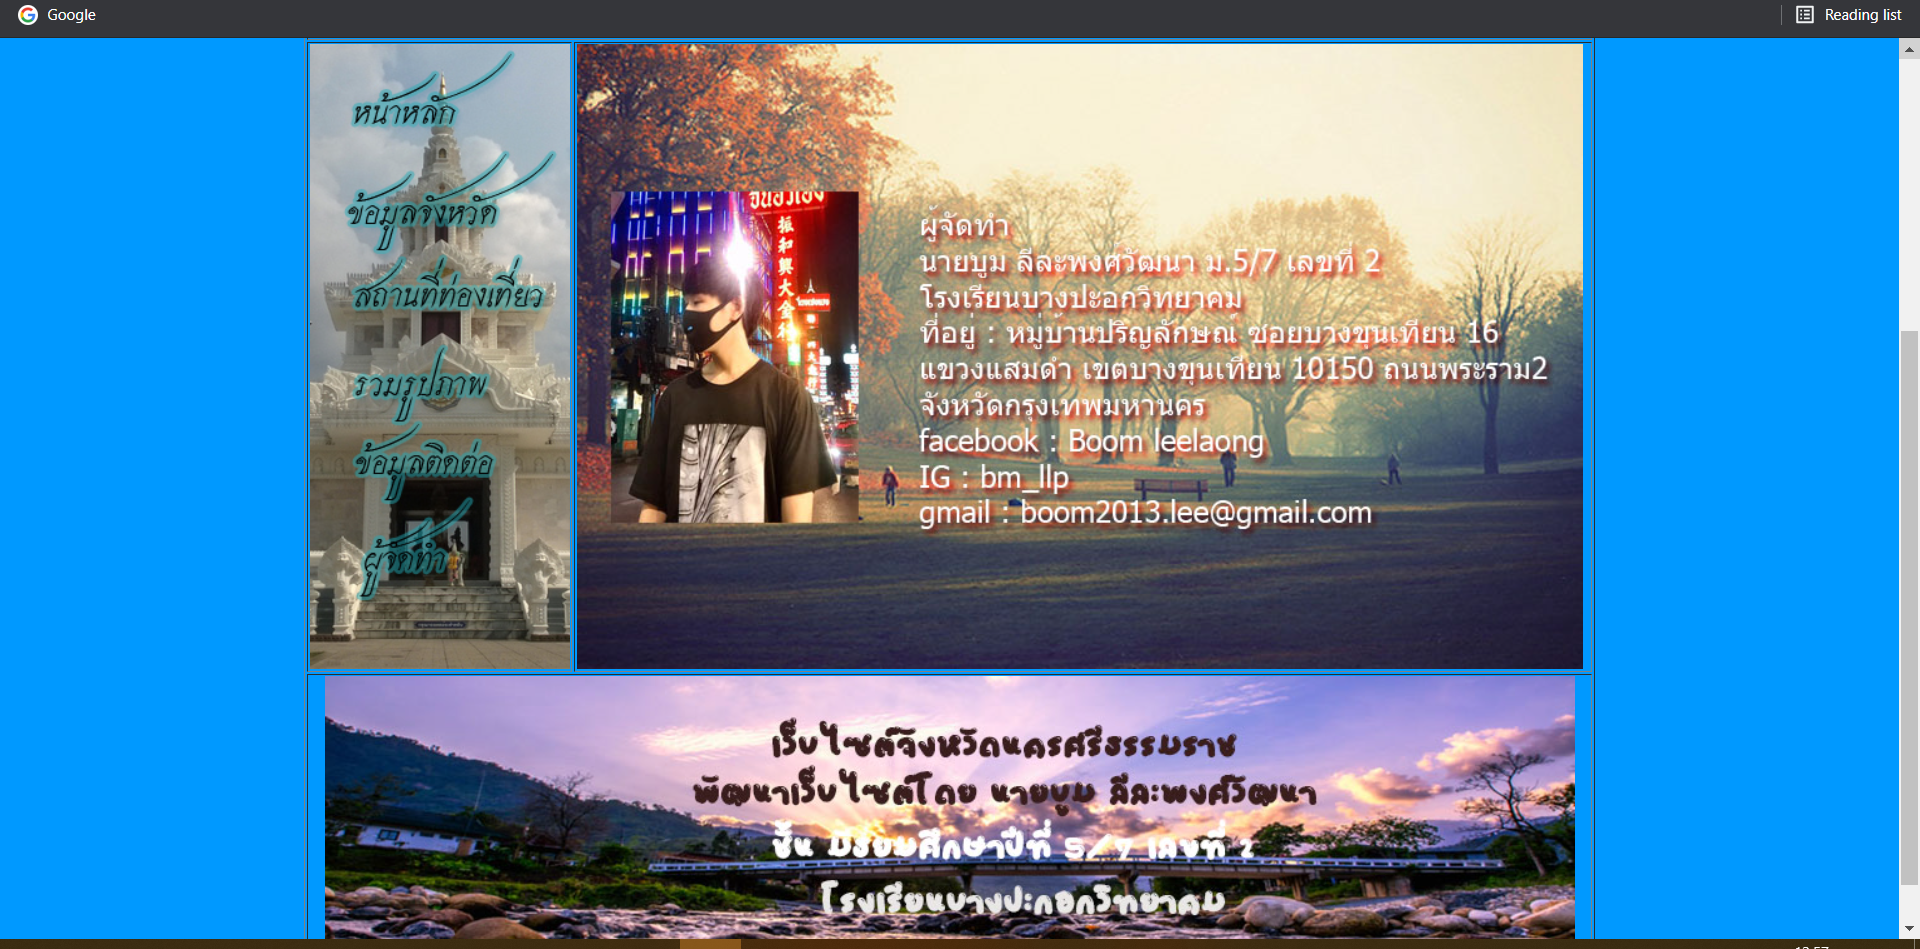 Google
Reading list
หน้าหลัก
ข้อมูลจังหวัด
สถานที่ท่องเที่ยว
รวมรูปภาพ
ข้อมูลติดต่อ
ผู้จัดทำ
振和興大金行
ผู้จัดทำ
นายบูม ลีละพงศ์วัฒนา ม.5/7 เลขที่ 2
โรงเรียนบางปะอกวิทยาคม
ที่อยู่ : หมู่บ้านปริญลักษณ์ ซอยบางขุนเทียน 16
แขวงแสมดำ เขตบางขุนเทียน 10150 ถนนพระราม2
จังหวัดกรุงเทพมหานคร
facebook : Boom leelaong
IG : bm_llp
gmail : boom2013.lee@gmail.com
เว็บไซต์จังหวัดนครศรีธรรมราช
พัฒนาเว็บไซต์โดย นายบูม ลีละพงศ์วัฒนา
ชั้น มัธยมศึกษาปีที่ 5/7 เลขที่ 2
โรงเรียนบางปะกอกวิทยาคม